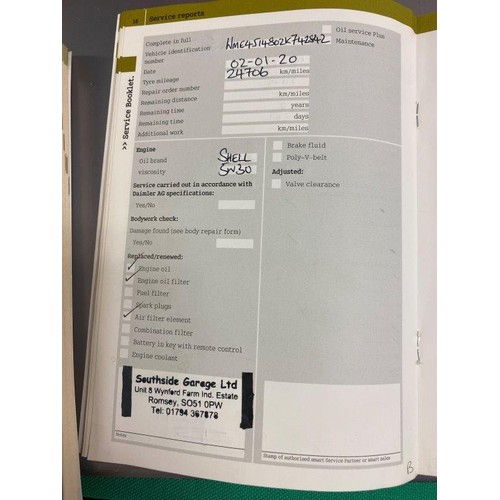 16 Service reports
Complete in full
Vehicle identification number WME4514802K742842
Date 02-01-20
Tyre mileage 24706 km/miles
Repair order number
Remaining distance km/miles
Remaining time years
Remaining time days
Additional work km/miles
Oil service Plus
Maintenance
>> Service Booklet.
Engine
Oil brand SHELL
viscosity 5W30
Service carried out in accordance with
Daimler AG specifications:
Yes/No
Bodywork check:
Damage found (see body repair form)
Yes/No
Replaced/renewed:
Engine oil
Engine oil filter
Fuel filter
Spark plugs
Air filter element
Combination filter
Battery in key with remote control
Engine coolant
Brake fluid
Poly-V-belt
Adjusted:
Valve clearance
Southside Garage Ltd
Unit 8 Wynford Farm Ind. Estate
Romsey, SO51 0PW
Tel: 01794 367878
Notes
Stamp of authorised smart Service Partner or smart sales
B